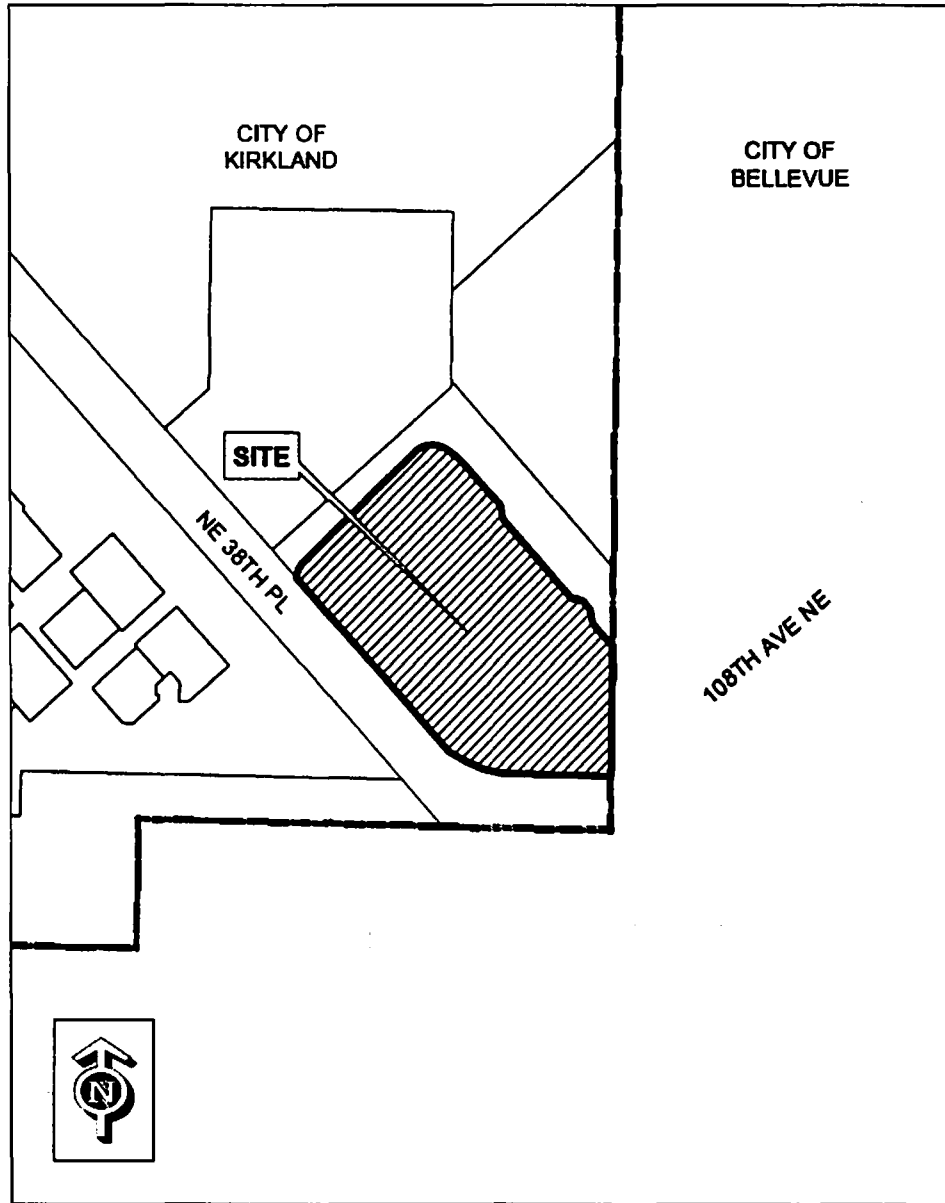 CITY OF
KIRKLAND
CITY OF
BELLEVUE
SITE
NE 38TH PL
108TH AVE NE
N